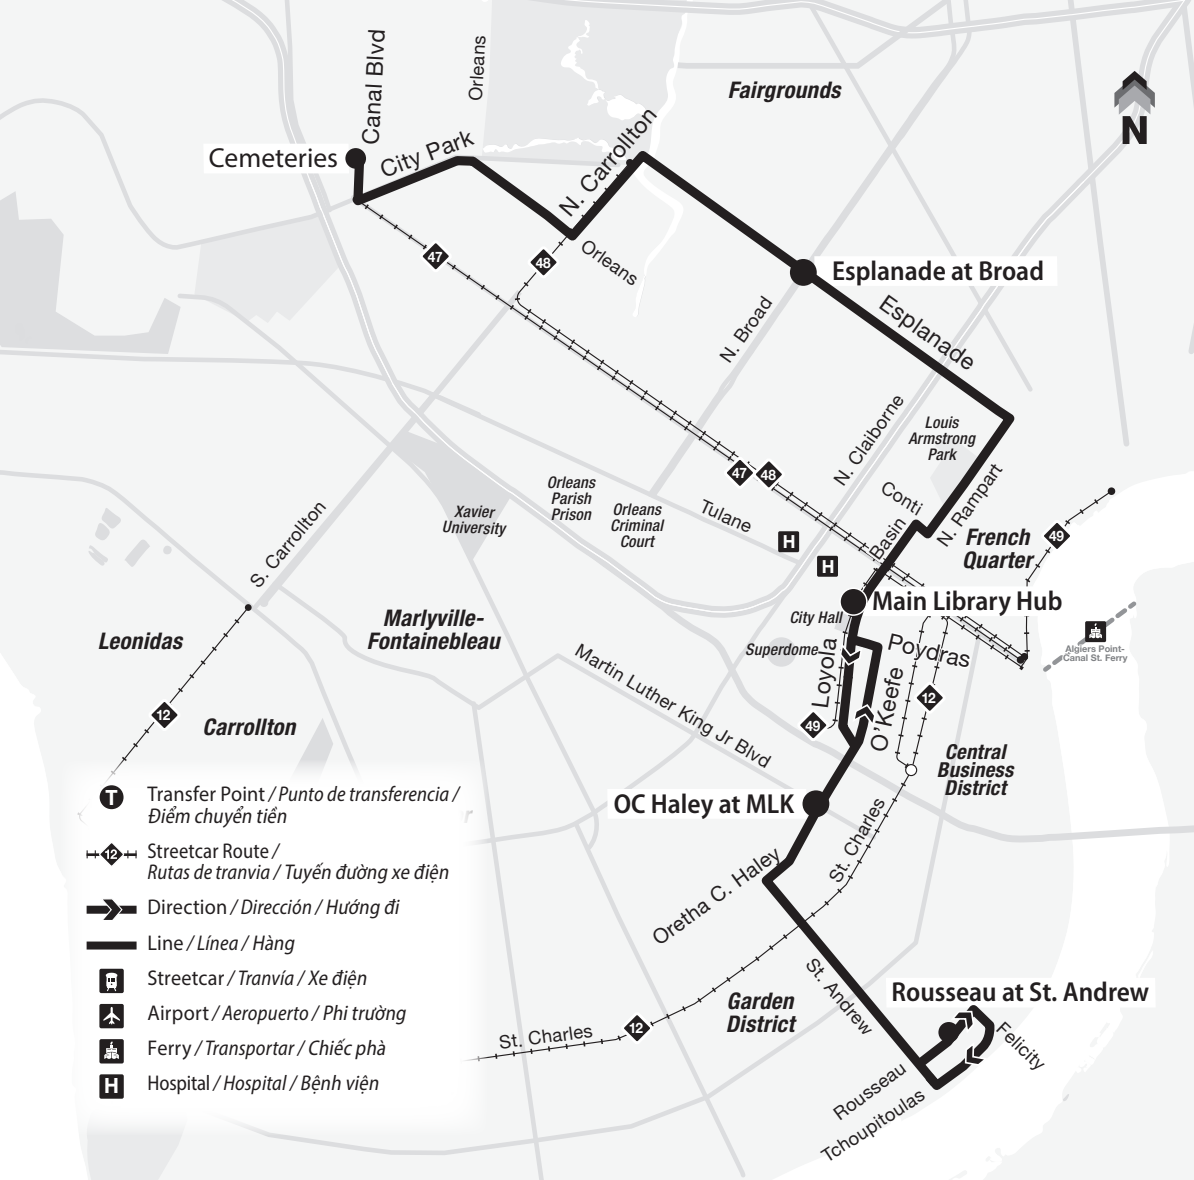 Canal Blvd
Orleans
Fairgrounds
N
Cemeteries
City Park
N. Carrollton
47
48
Orleans
Esplanade at Broad
Esplanade
N. Broad
N. Claiborne
Louis
Armstrong
Park
47
48
Conti
Basin
N. Rampart
Orleans
Parish
Prison
Orleans
Criminal
Court
Tulane
Xavier
University
H
H
French
Quarter
49
S. Carrollton
Main Library Hub
City Hall
Marlyville-
Fontainebleau
Leonidas
Superdome
Loyola
Poydras
Algiers Point-
Canal St. Ferry
Martin Luther King Jr Blvd
O'Keefe
12
12
49
Carrollton
Central
Business
District
OC Haley at MLK
St. Charles
Oretha C. Haley
St. Andrew
Rousseau at St. Andrew
Garden
District
St. Charles
12
Felicity
Rousseau
Tchoupitoulas
T
Transfer Point / Punto de transferencia /
Điểm chuyển tiền
12
Streetcar Route /
Rutas de tranvia / Tuyến đường xe điện
Direction / Dirección / Hướng đi
Line / Línea / Hàng
Streetcar / Tranvía / Xe điện
Airport / Aeropuerto / Phi trường
Ferry / Transportar / Chiếc phà
H
Hospital / Hospital / Bệnh viện